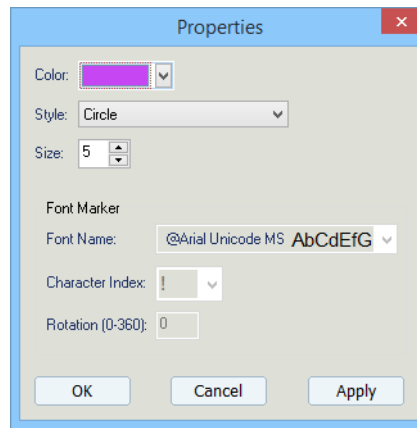 Properties
Color:
Style: Circle
Size: 5
Font Marker
Font Name: @Arial Unicode MS AbCdEfG
Character Index: !
Rotation (0-360): 0
OK Cancel Apply